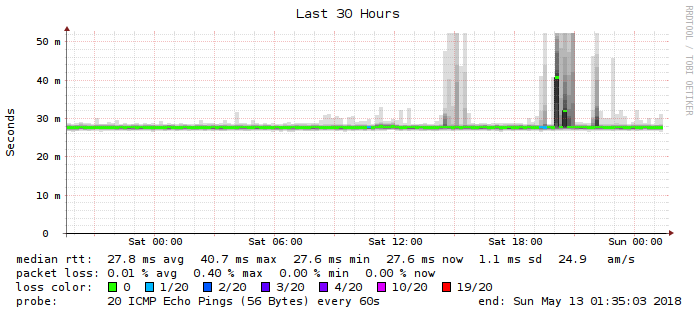 Last 30 Hours
RRDTOOL / TOBI OETIKER
Seconds
50 m
40 m
30 m
20 m
10 m
0
Sat 00:00 Sat 06:00 Sat 12:00 Sat 18:00 Sun 00:00
median rtt: 27.8 ms avg 40.7 ms max 27.6 ms min 27.6 ms now 1.1 ms sd 24.9 am/s
packet loss: 0.01 % avg 0.40 % max 0.00 % min 0.00 % now
loss color: 0 1/20 2/20 3/20 4/20 10/20 19/20
probe: 20 ICMP Echo Pings (56 Bytes) every 60s end: Sun May 13 01:35:03 2018